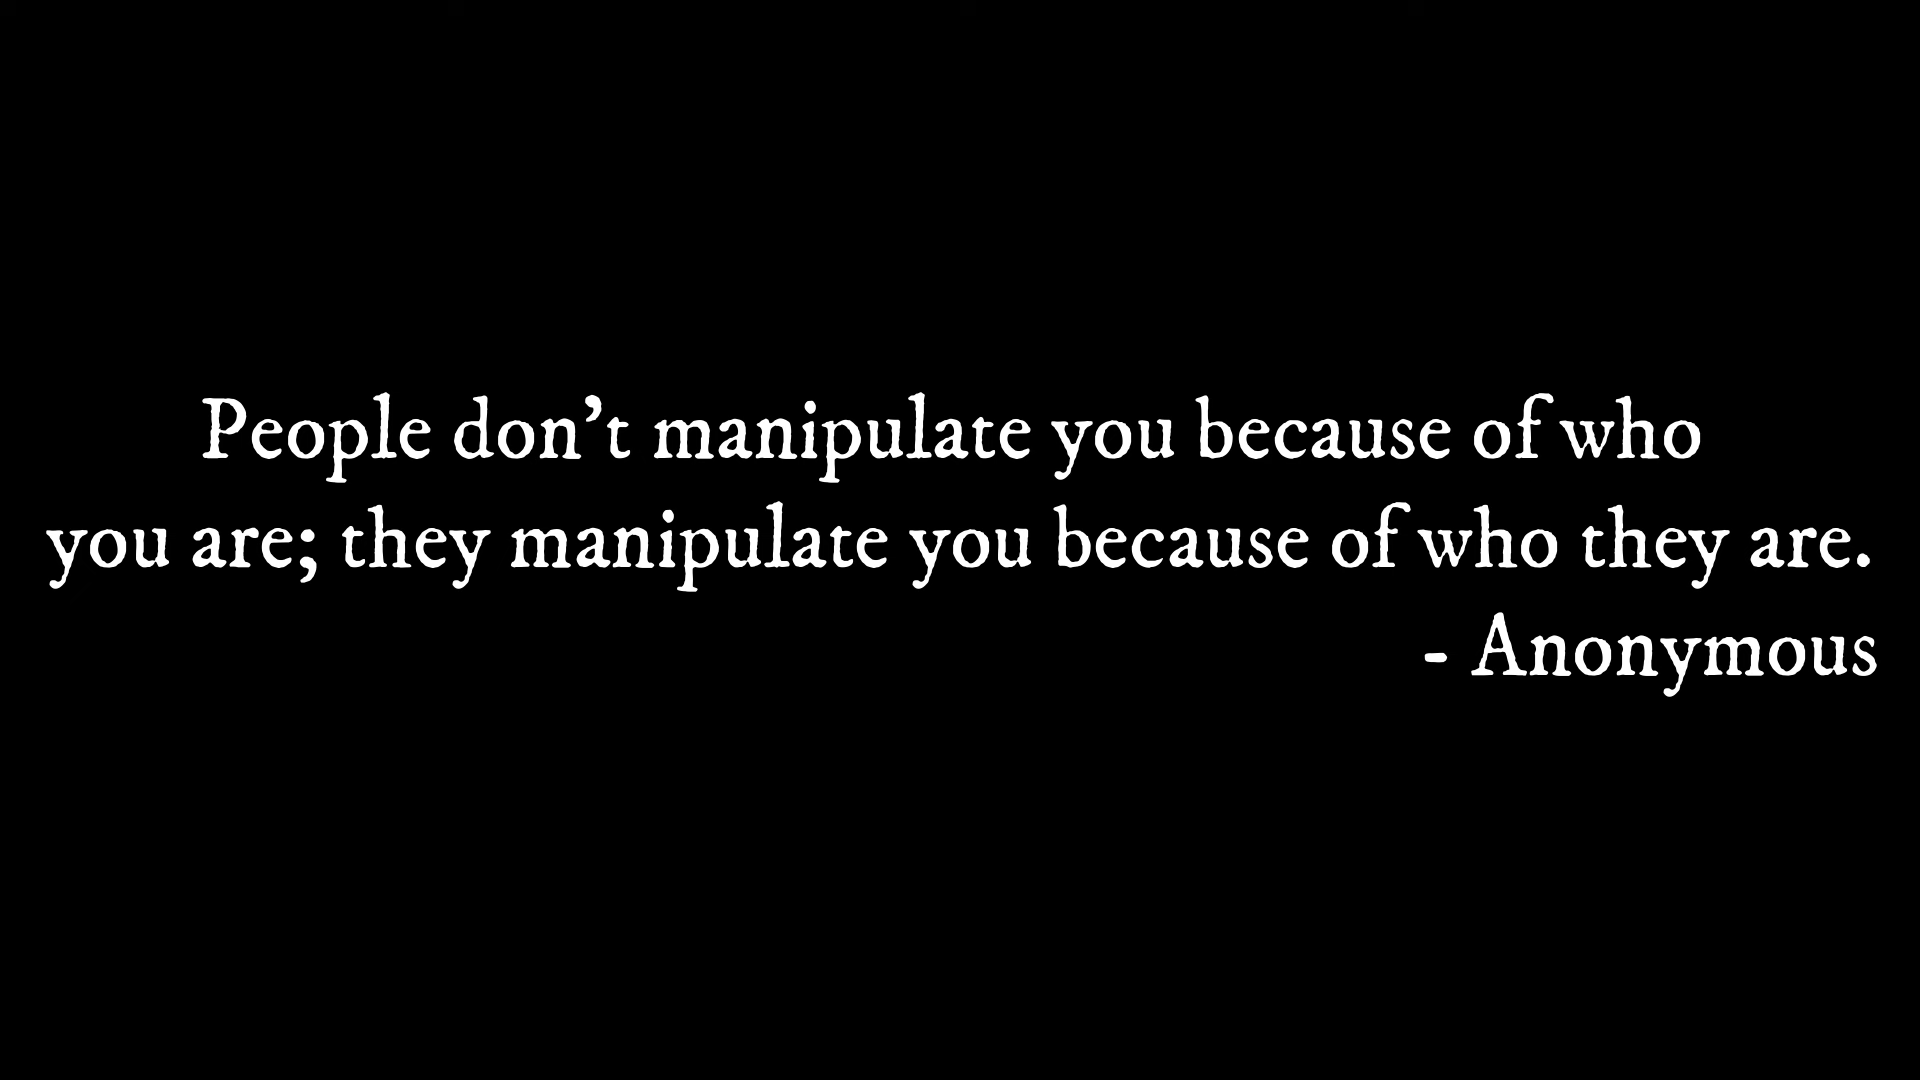 People don’t manipulate you because of who
you are; they manipulate you because of who they are.
- Anonymous